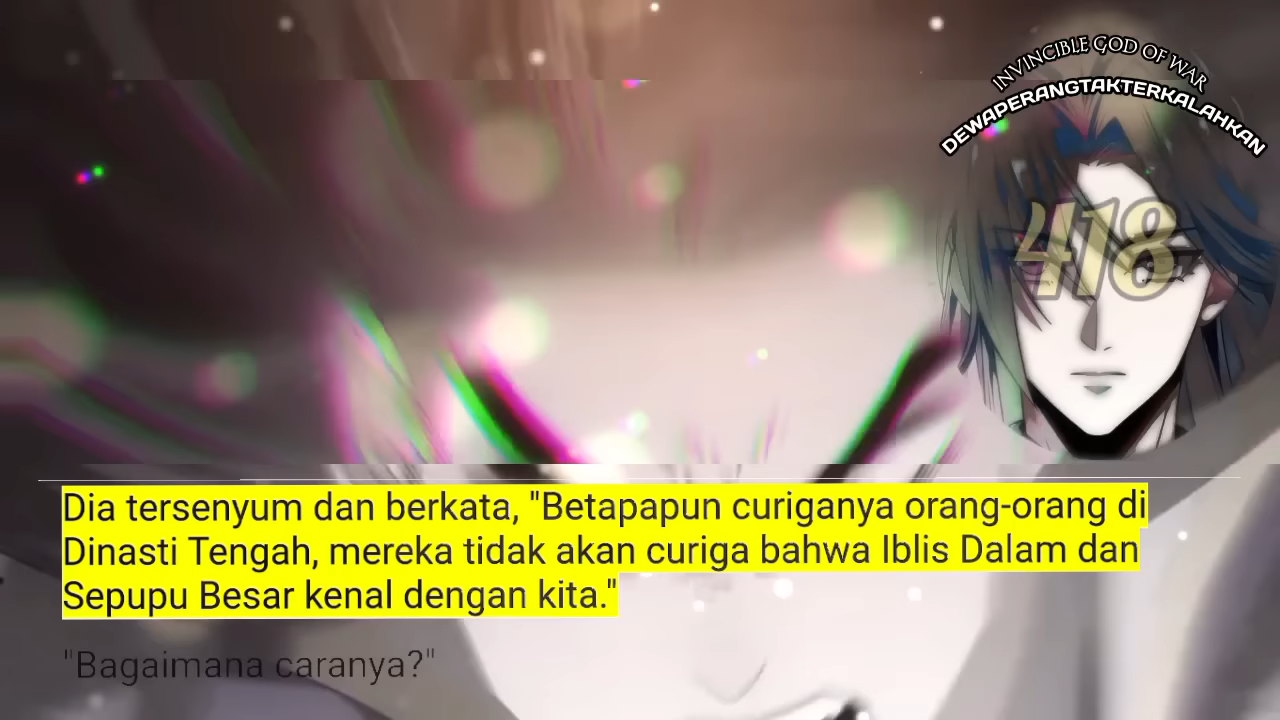 INVINCIBLE GOD OF WAR
DEWAPERANGTAKTERKALAHKAN
418
Dia tersenyum dan berkata, "Betapapun curiganya orang-orang di
Dinasti Tengah, mereka tidak akan curiga bahwa Iblis Dalam dan
Sepupu Besar kenal dengan kita."
"Bagaimana caranya?"